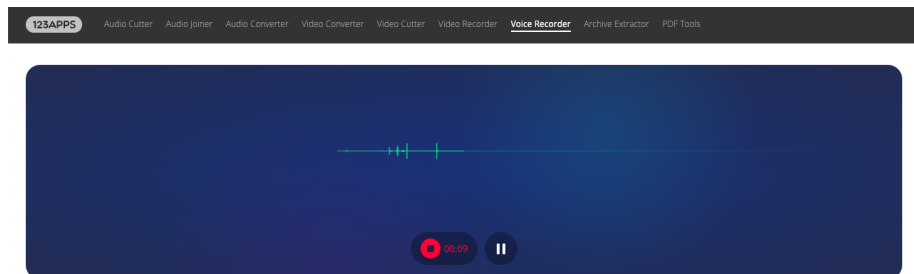 123APPS Audio Cutter Audio Joiner Audio Converter Video Converter Video Cutter Video Recorder Voice Recorder Archive Extractor PDF Tools
00:09